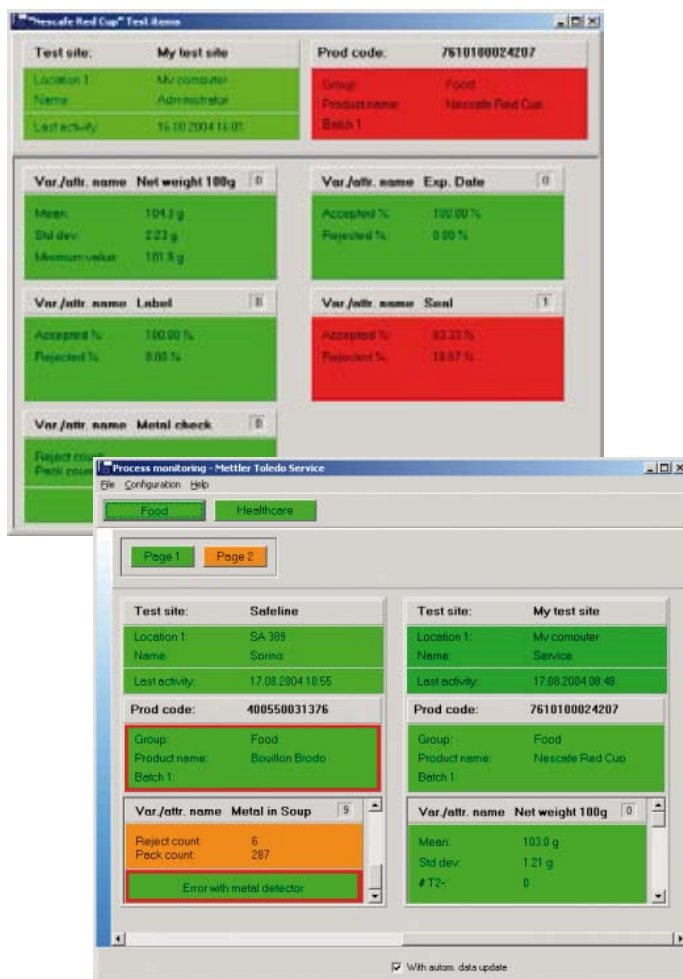 "Nescafe Red Cup" Test items
Test site: My test site
Location 1: My computer
Name: Administrator
Last activity:
Prod code: 7610100024207
Group: Food
Product name: Nescafe Red Cup
Batch 1
Var./attr. name Net weight 100g 0
Mean: 104.3 g
Std dev: 2.23 g
Minimum value: 101.9 g
Var./attr. name Exp. Date 0
Accepted %: 100.00 %
Rejected %: 0.00 %
Var./attr. name Label 0
Accepted %: 100.00 %
Rejected %: 0.00 %
Var./attr. name Seal 1
Accepted %: 83.33 %
Rejected %: 16.67 %
Var./attr. name Metal check 0
Reject count
Pack count
Process monitoring - Mettler Toledo Service
File Configuration Help
Food Healthcare
Page 1 Page 2
Test site: Safeline
Location 1: SA 389
Name: Spring
Last activity: 17.08.2004 10:55
Prod code: 400550031376
Group: Food
Product name: Bouillon Brodo
Batch 1:
Var./attr. name Metal in Soup 9
Reject count: 6
Pack count: 287
Error with metal detector
Test site: My test site
Location 1: My computer
Name: Service
Last activity: 17.08.2004 08:48
Prod code: 7610100024207
Group: Food
Product name: Nescafe Red Cup
Batch 1:
Var./attr. name Net weight 100g 0
Mean: 103.0 g
Std dev: 1.21 g
# T2-: 0
With autom. data update